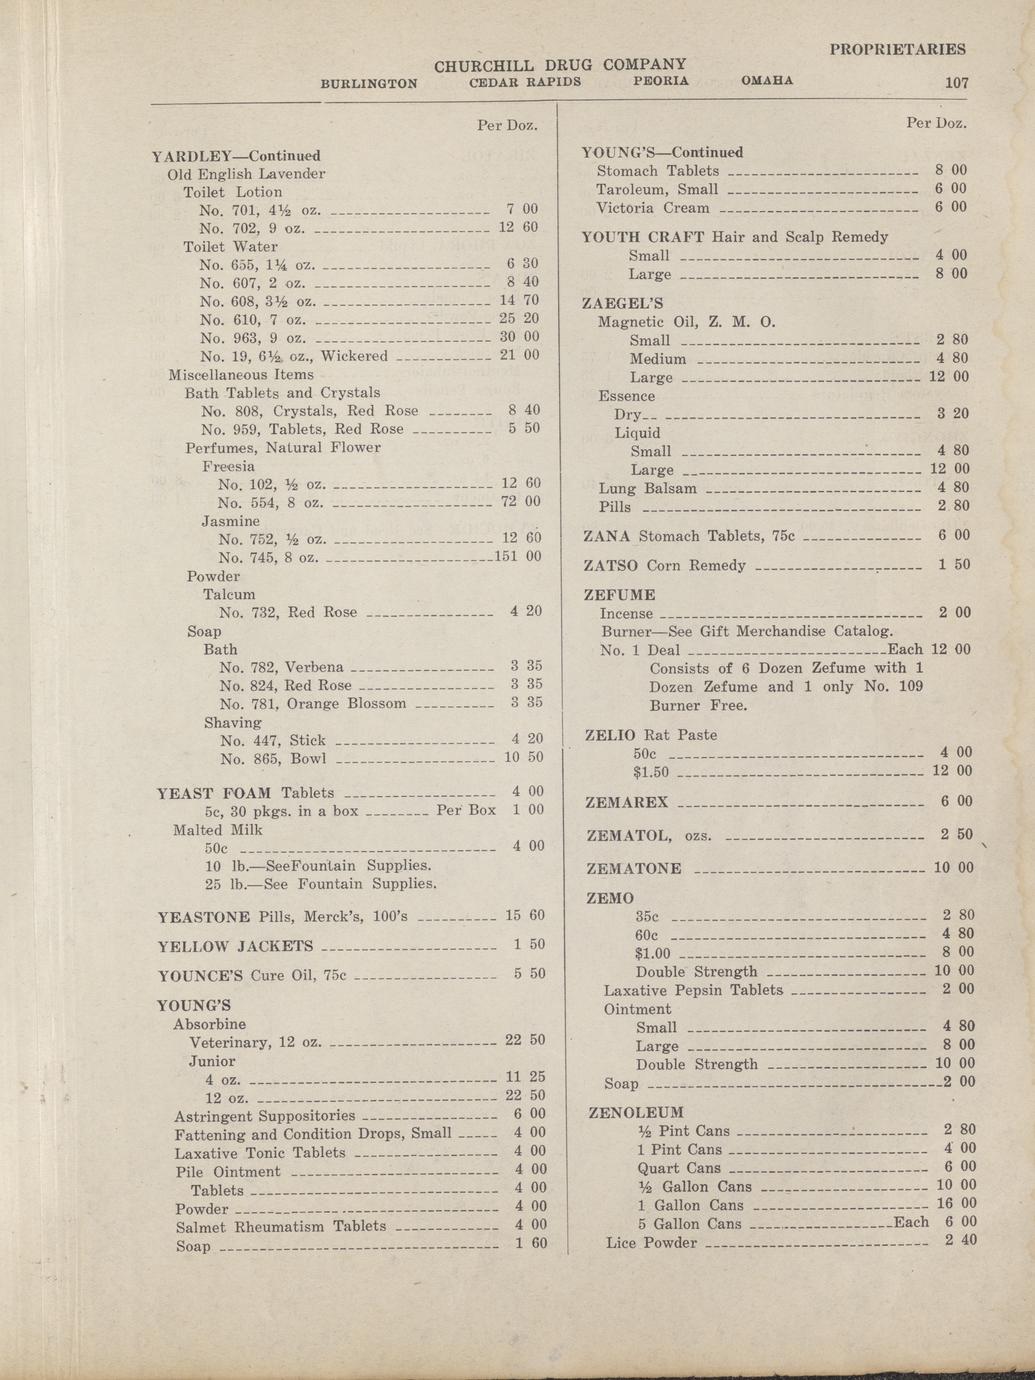 PROPRIETARIES
CHURCHILL DRUG COMPANY
BURLINGTON CEDAR RAPIDS PEORIA OMAHA 107
Per Doz.
YARDLEY—Continued
Old English Lavender
Toilet Lotion
No. 701, 4½ oz. 7 00
No. 702, 9 oz. 12 60
Toilet Water
No. 655, 1¼ oz. 6 30
No. 607, 2 oz. 8 40
No. 608, 3½ oz. 14 70
No. 610, 7 oz. 25 20
No. 963, 9 oz. 30 00
No. 19, 6½ oz., Wickered 21 00
Miscellaneous Items
Bath Tablets and Crystals
No. 808, Crystals, Red Rose 8 40
No. 959, Tablets, Red Rose 5 50
Perfumes, Natural Flower
Freesia
No. 102, ½ oz. 12 60
No. 554, 8 oz. 72 00
Jasmine
No. 752, ½ oz. 12 60
No. 745, 8 oz. 151 00
Powder
Talcum
No. 732, Red Rose 4 20
Soap
Bath
No. 782, Verbena 3 35
No. 824, Red Rose 3 35
No. 781, Orange Blossom 3 35
Shaving
No. 447, Stick 4 20
No. 865, Bowl 10 50
YEAST FOAM Tablets 4 00
5c, 30 pkgs. in a box Per Box 1 00
Malted Milk
50c 4 00
10 lb.—SeeFountain Supplies.
25 lb.—See Fountain Supplies.
YEASTONE Pills, Merck's, 100's 15 60
YELLOW JACKETS 1 50
YOUNCE'S Cure Oil, 75c 5 50
YOUNG'S
Absorbine
Veterinary, 12 oz. 22 50
Junior
4 oz. 11 25
12 oz. 22 50
Astringent Suppositories 6 00
Fattening and Condition Drops, Small 4 00
Laxative Tonic Tablets 4 00
Pile Ointment 4 00
Tablets 4 00
Powder 4 00
Salmet Rheumatism Tablets 4 00
Soap 1 60
Per Doz.
YOUNG'S—Continued
Stomach Tablets 8 00
Taroleum, Small 6 00
Victoria Cream 6 00
YOUTH CRAFT Hair and Scalp Remedy
Small 4 00
Large 8 00
ZAEGEL'S
Magnetic Oil, Z. M. O.
Small 2 80
Medium 4 80
Large 12 00
Essence
Dry 3 20
Liquid
Small 4 80
Large 12 00
Lung Balsam 4 80
Pills 2 80
ZANA Stomach Tablets, 75c 6 00
ZATSO Corn Remedy 1 50
ZEFUME
Incense 2 00
Burner—See Gift Merchandise Catalog.
No. 1 Deal Each 12 00
Consists of 6 Dozen Zefume with 1
Dozen Zefume and 1 only No. 109
Burner Free.
ZELIO Rat Paste
50c 4 00
$1.50 12 00
ZEMAREX 6 00
ZEMATOL, ozs. 2 50
ZEMATONE 10 00
ZEMO
35c 2 80
60c 4 80
$1.00 8 00
Double Strength 10 00
Laxative Pepsin Tablets 2 00
Ointment
Small 4 80
Large 8 00
Double Strength 10 00
Soap 2 00
ZENOLEUM
½ Pint Cans 2 80
1 Pint Cans 4 00
Quart Cans 6 00
½ Gallon Cans 10 00
1 Gallon Cans 16 00
5 Gallon Cans Each 6 00
Lice Powder 2 40